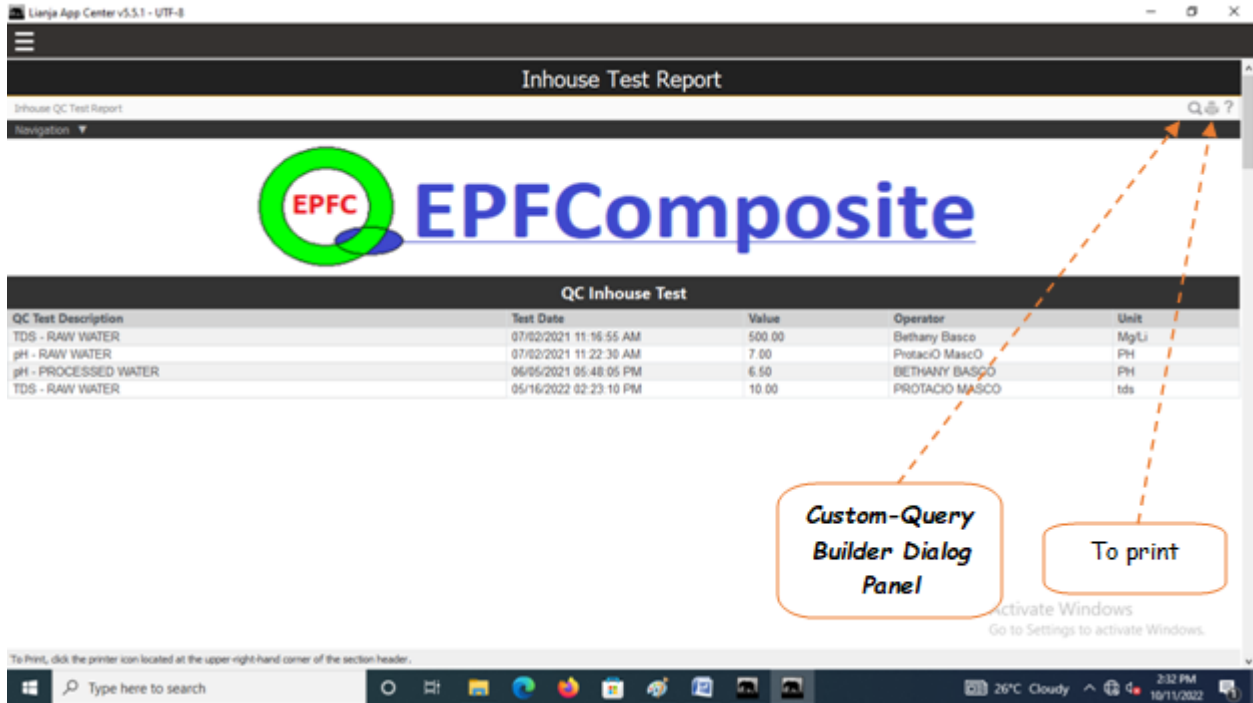 Lianja App Center v5.5.1 - UTF-8
Inhouse Test Report
Inhouse QC Test Report
?
Navigation ▼
EPFC EPFComposite
QC Inhouse Test
QC Test Description Test Date Value Operator Unit
TDS - RAW WATER 07/02/2021 11:16:55 AM 500.00 Bethany Basco Mg/Li
pH - RAW WATER 07/02/2021 11:22:30 AM 7.00 ProtaciO MascO PH
pH - PROCESSED WATER 06/05/2021 05:48:05 PM 6.50 BETHANY BASCO PH
TDS - RAW WATER 05/16/2022 02:23:10 PM 10.00 PROTACIO MASCO tds
Custom-Query
Builder Dialog
Panel
To print
Activate Windows
Go to Settings to activate Windows.
To Print, click the printer icon located at the upper-right-hand corner of the section header.
Type here to search
26°C Cloudy
2:32 PM
10/11/2022